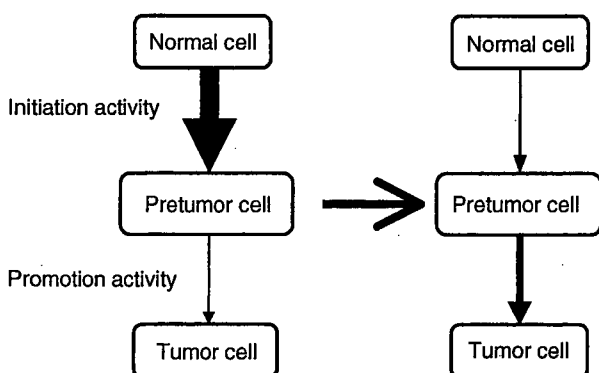 Normal cell
Initiation activity
Pretumor cell
Promotion activity
Tumor cell
Normal cell
Pretumor cell
Tumor cell